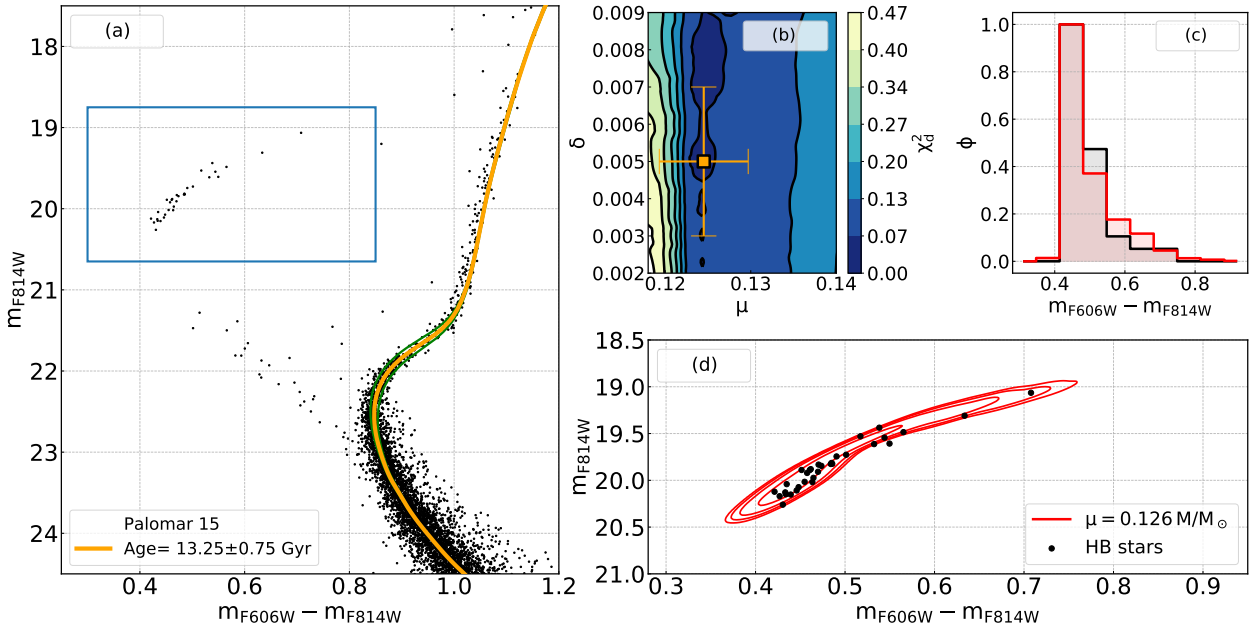 (a)
17
18
19
20
21
22
23
24
m_F814W
0.4 0.6 0.8 1.0 1.2
m_F606W − m_F814W
Palomar 15
Age= 13.25±0.75 Gyr
(b)
0.009
0.008
0.007
0.006
0.005
0.004
0.003
0.002
δ
0.12 0.13 0.14
μ
0.47
0.40
0.34
0.27
0.20
0.13
0.07
0.00
χ²_d
(c)
1.0
0.8
0.6
0.4
0.2
0.0
ϕ
0.4 0.6 0.8
m_F606W − m_F814W
(d)
18.5
19.0
19.5
20.0
20.5
21.0
m_F814W
0.3 0.4 0.5 0.6 0.7 0.8 0.9
m_F606W − m_F814W
μ = 0.126 M/M_⊙
HB stars